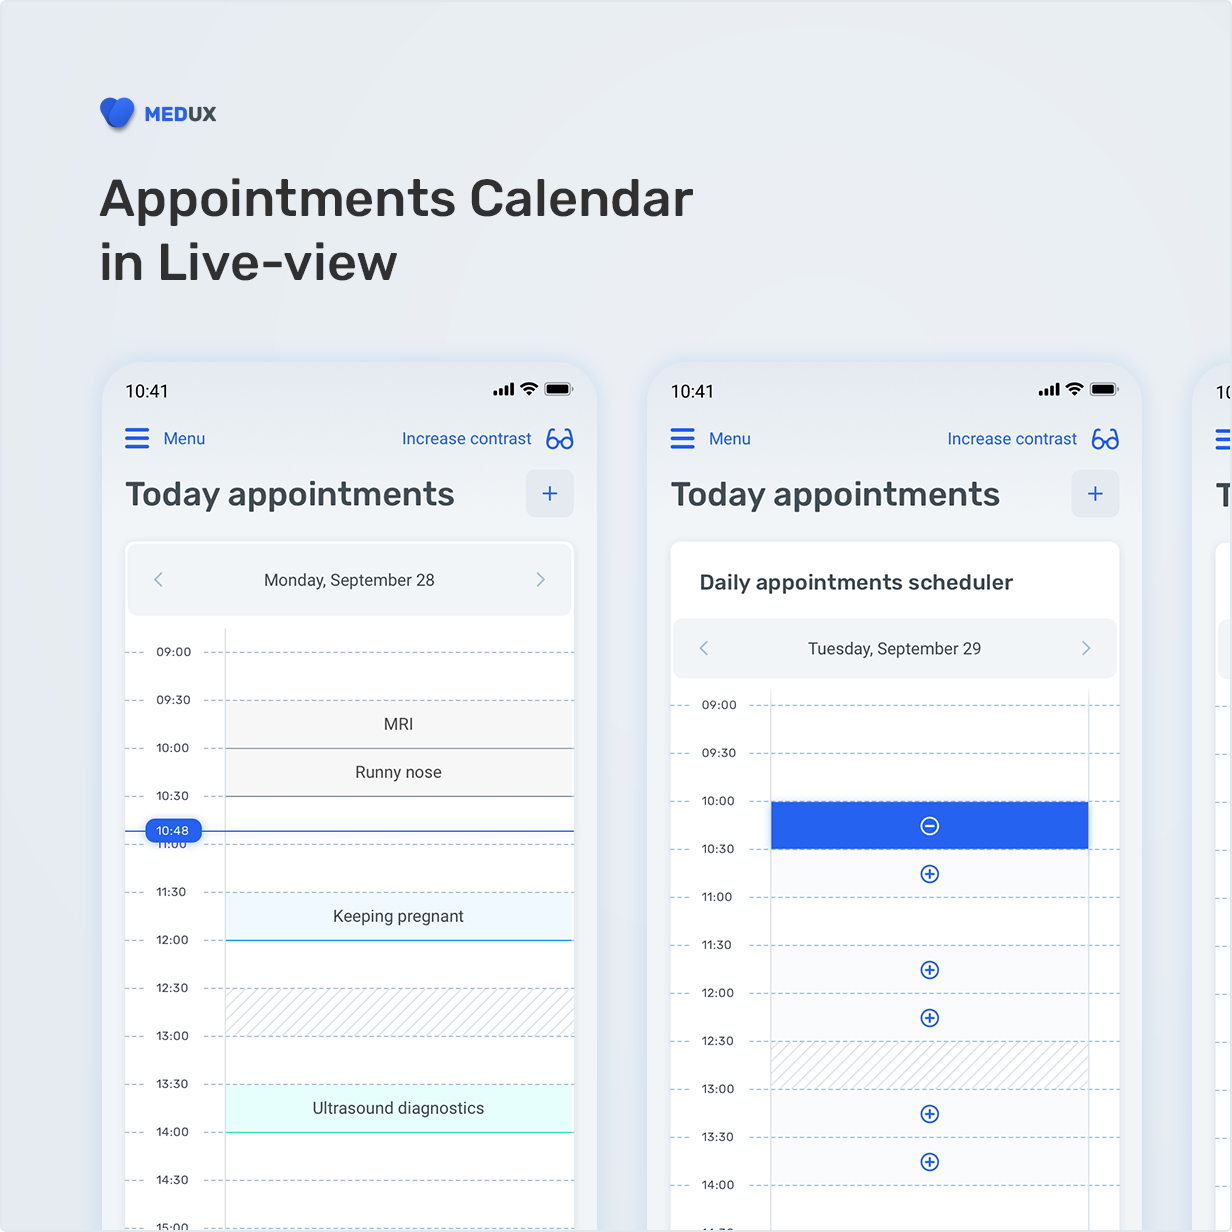 MEDUX
Appointments Calendar
in Live-view
10:41
Menu
Increase contrast
Today appointments
+
Monday, September 28
09:00
09:30
MRI
10:00
Runny nose
10:30
10:48
11:00
11:30
Keeping pregnant
12:00
12:30
13:00
13:30
Ultrasound diagnostics
14:00
14:30
15:00
10:41
Menu
Increase contrast
Today appointments
+
Daily appointments scheduler
Tuesday, September 29
09:00
09:30
10:00
10:30
11:00
11:30
12:00
12:30
13:00
13:30
14:00